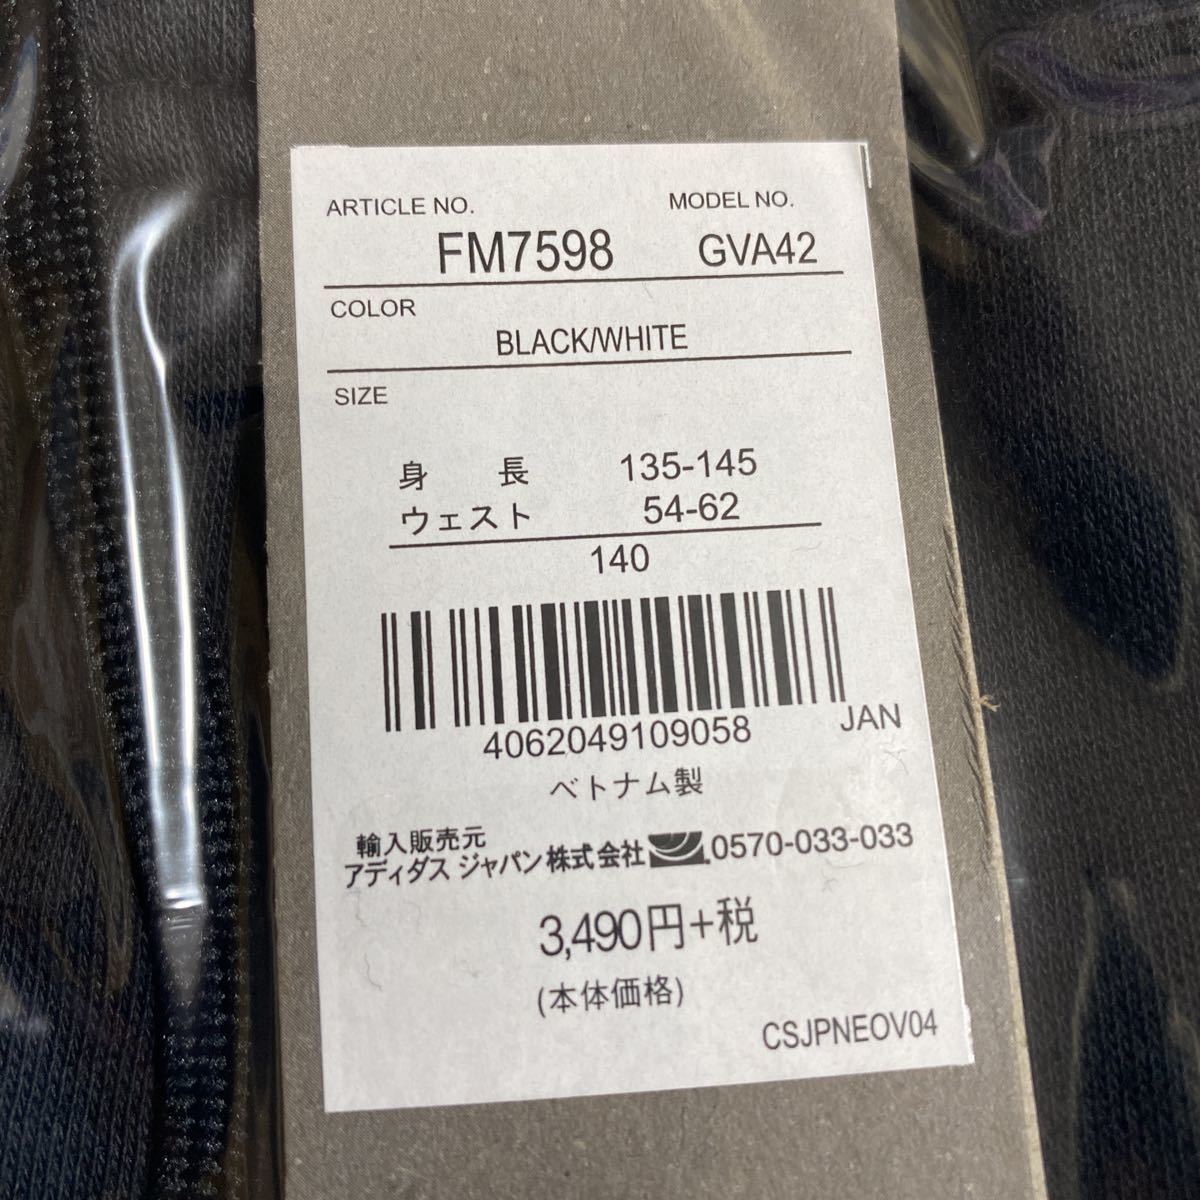 ARTICLE NO. MODEL NO.
FM7598 GVA42
COLOR
BLACK/WHITE
SIZE
身長 135-145
ウェスト 54-62
140
4062049109058 JAN
ベトナム製
輸入販売元
アディダス ジャパン株式会社 0570-033-033
3,490円+税
(本体価格)
CSJPNEOV04